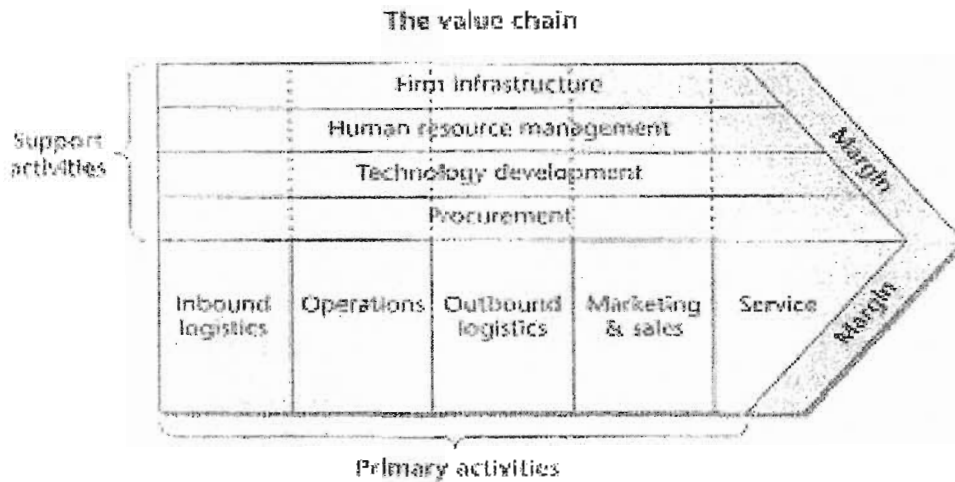 The value chain
Firm infrastructure
Human resource management
Support
activities
Technology development
Procurement
Margin
Inbound
logistics
Operations
Outbound
logistics
Marketing
& sales
Service
Margin
Primary activities